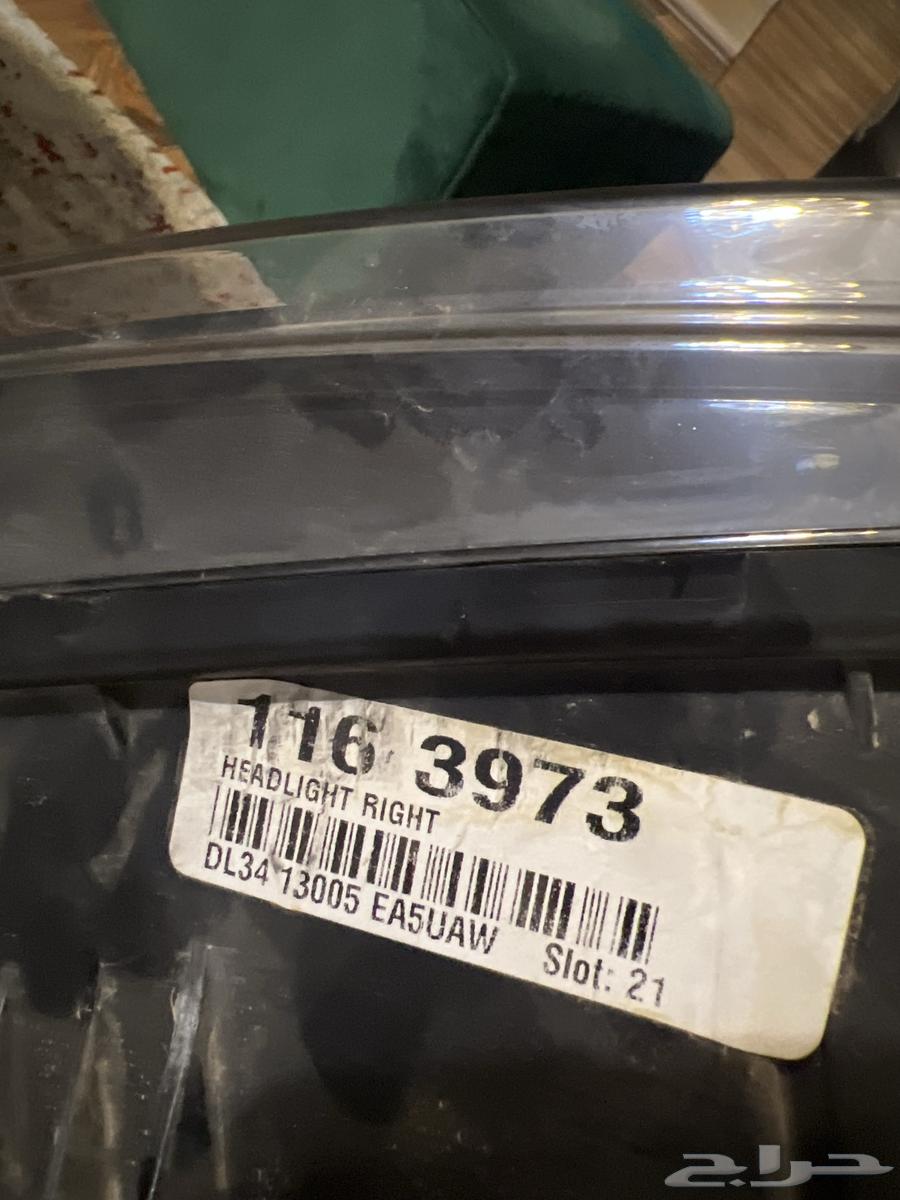 116 3973
HEADLIGHT RIGHT
DL34 13005 EA5UAW Slot: 21
حراج